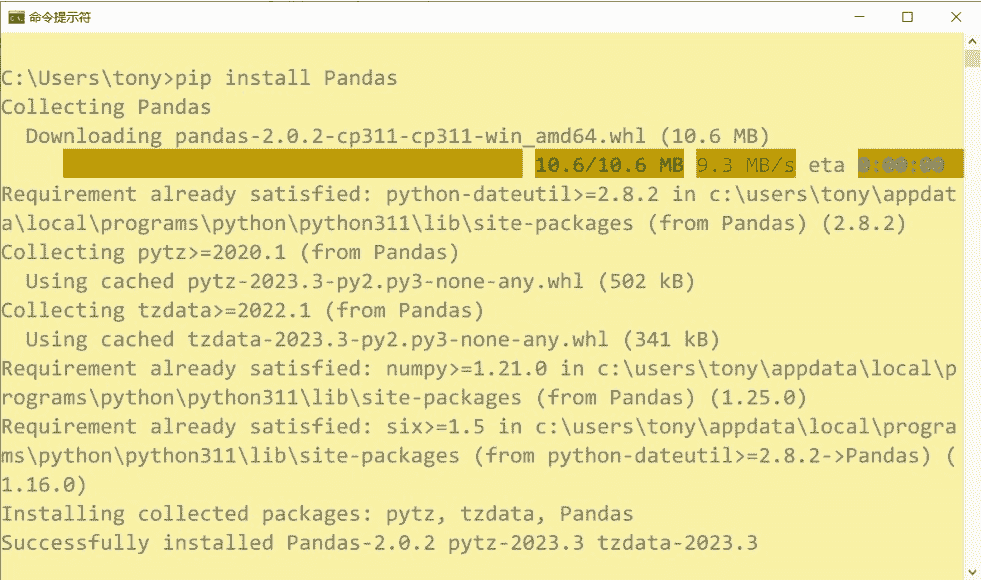 命令提示符
C:\Users\tony>pip install Pandas
Collecting Pandas
Downloading pandas-2.0.2-cp311-cp311-win_amd64.whl (10.6 MB)
10.6/10.6 MB 9.3 MB/s eta 0:00:00
Requirement already satisfied: python-dateutil>=2.8.2 in c:\users\tony\appdat
a\local\programs\python\python311\lib\site-packages (from Pandas) (2.8.2)
Collecting pytz>=2020.1 (from Pandas)
Using cached pytz-2023.3-py2.py3-none-any.whl (502 kB)
Collecting tzdata>=2022.1 (from Pandas)
Using cached tzdata-2023.3-py2.py3-none-any.whl (341 kB)
Requirement already satisfied: numpy>=1.21.0 in c:\users\tony\appdata\local\p
rograms\python\python311\lib\site-packages (from Pandas) (1.25.0)
Requirement already satisfied: six>=1.5 in c:\users\tony\appdata\local\progra
ms\python\python311\lib\site-packages (from python-dateutil>=2.8.2->Pandas) (
1.16.0)
Installing collected packages: pytz, tzdata, Pandas
Successfully installed Pandas-2.0.2 pytz-2023.3 tzdata-2023.3